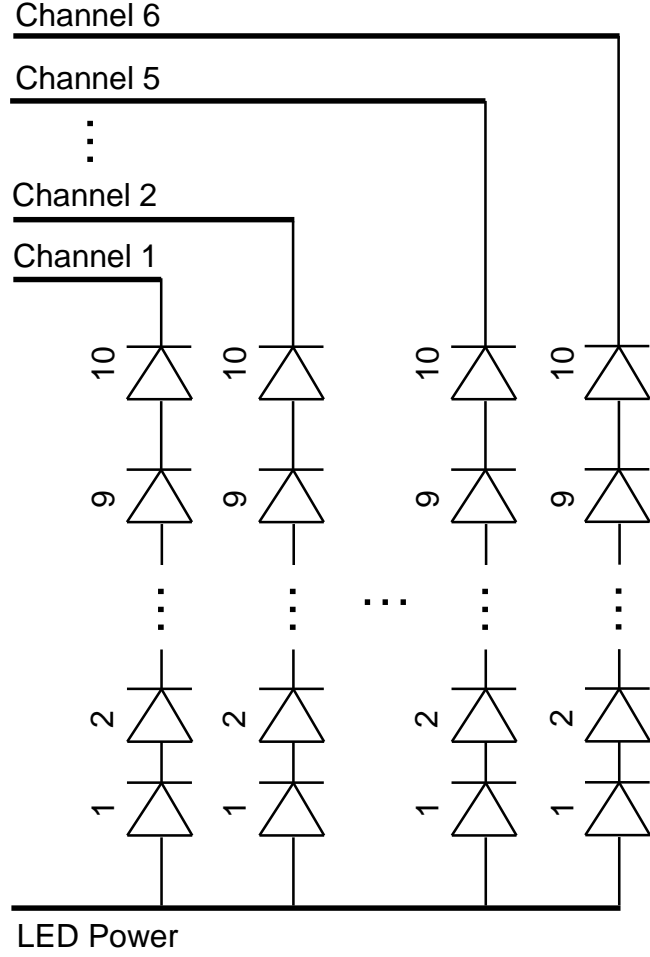 Channel 6
Channel 5
⋮
Channel 2
Channel 1
10 10 10 10
9 9 9 9
⋮ ⋮ ... ⋮ ⋮
2 2 2 2
1 1 1 1
LED Power